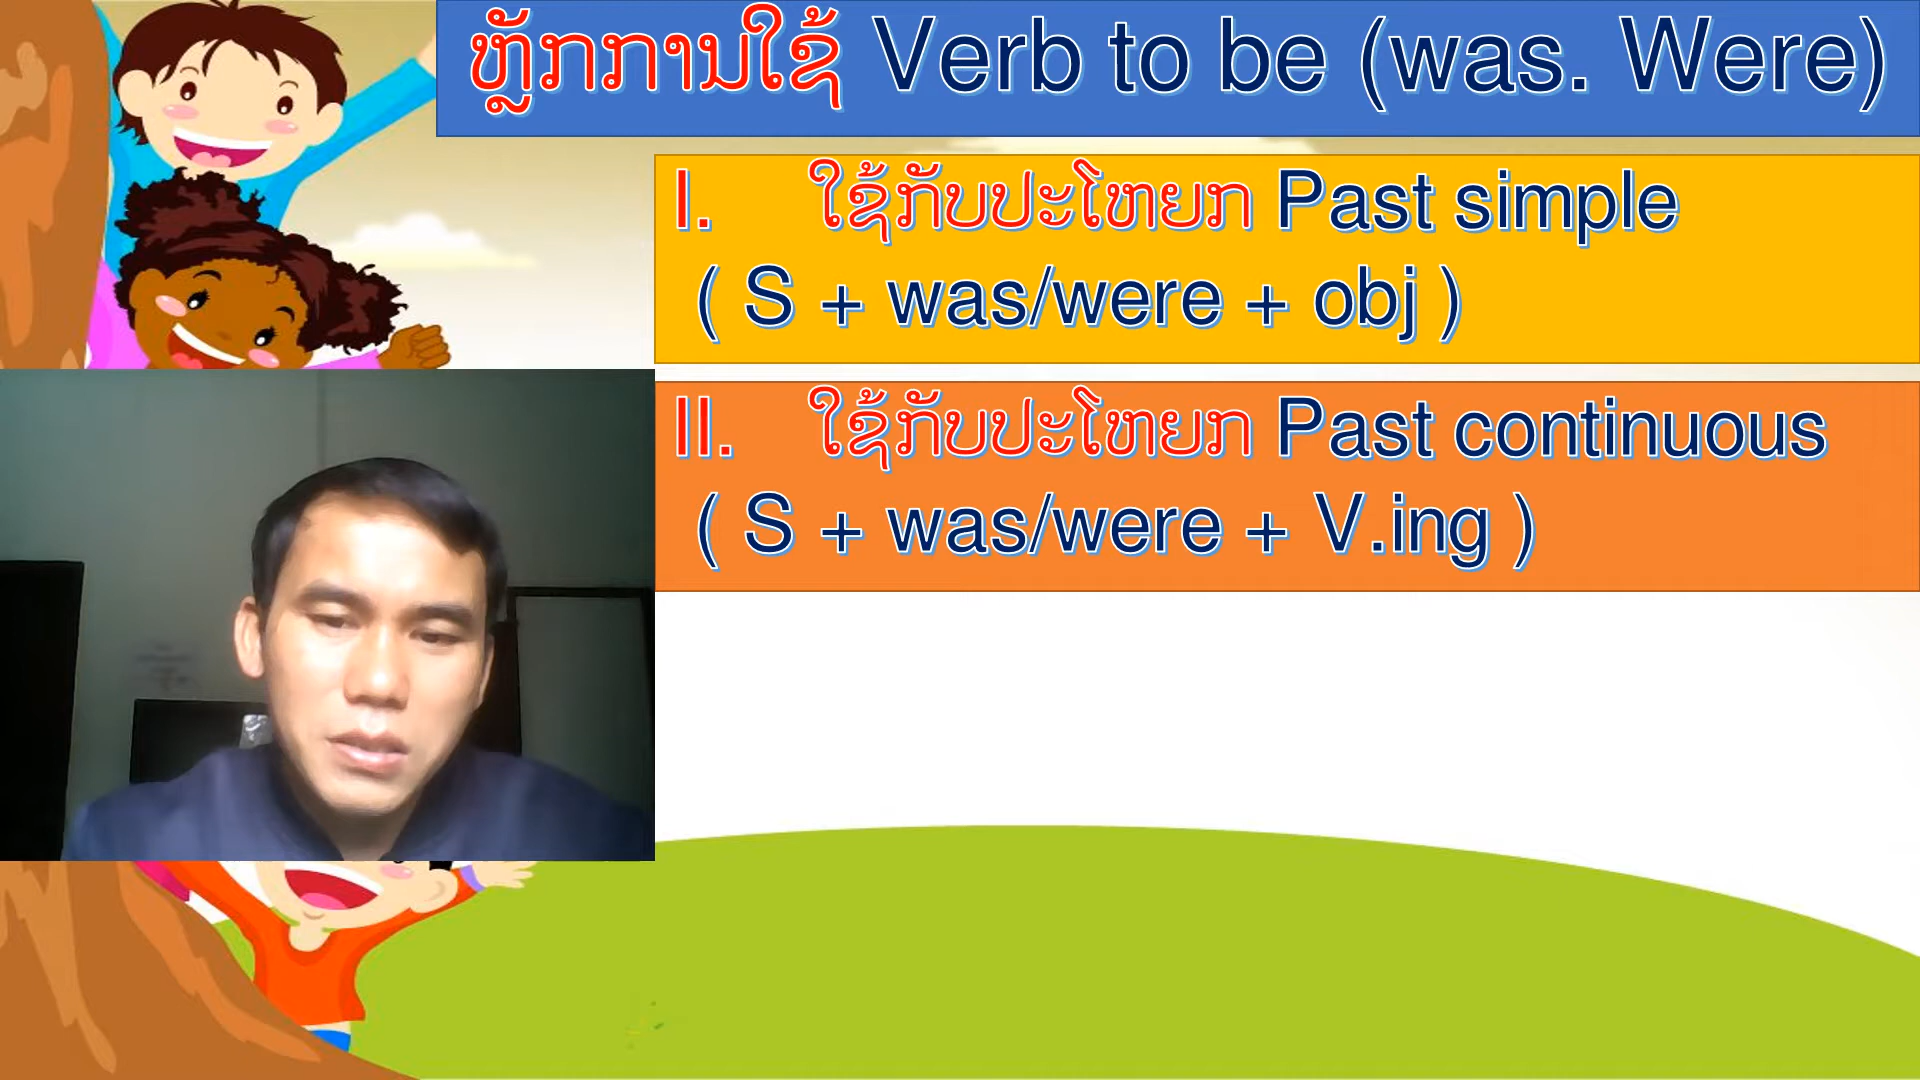 ຫຼັກການໃຊ້ Verb to be (was. Were)
I. ໃຊ້ກັບປະໂຫຍກ Past simple
( S + was/were + obj )
II. ໃຊ້ກັບປະໂຫຍກ Past continuous
( S + was/were + V.ing )